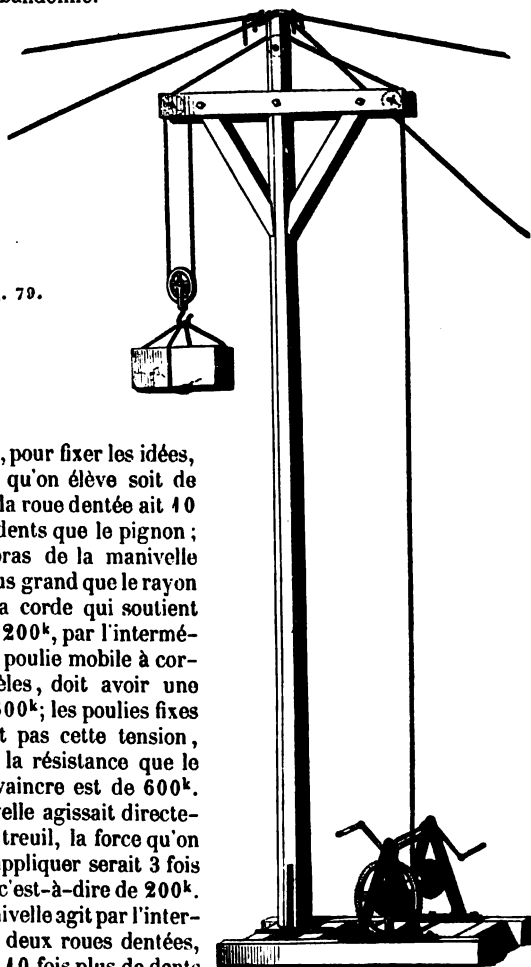 bandonné.
. 79.
, pour fixer les idées,
qu'on élève soit de
la roue dentée ait 10
dents que le pignon ;
bras de la manivelle
us grand que le rayon
a corde qui soutient
200ᵏ, par l'intermé-
poulie mobile à cor-
èles, doit avoir une
600ᵏ; les poulies fixes
t pas cette tension,
la résistance que le
vaincre est de 600ᵏ.
elle agissait directe-
treuil, la force qu'on
appliquer serait 3 fois
c'est-à-dire de 200ᵏ.
nivelle agit par l'inter-
deux roues dentées,
10 fois plus de dents